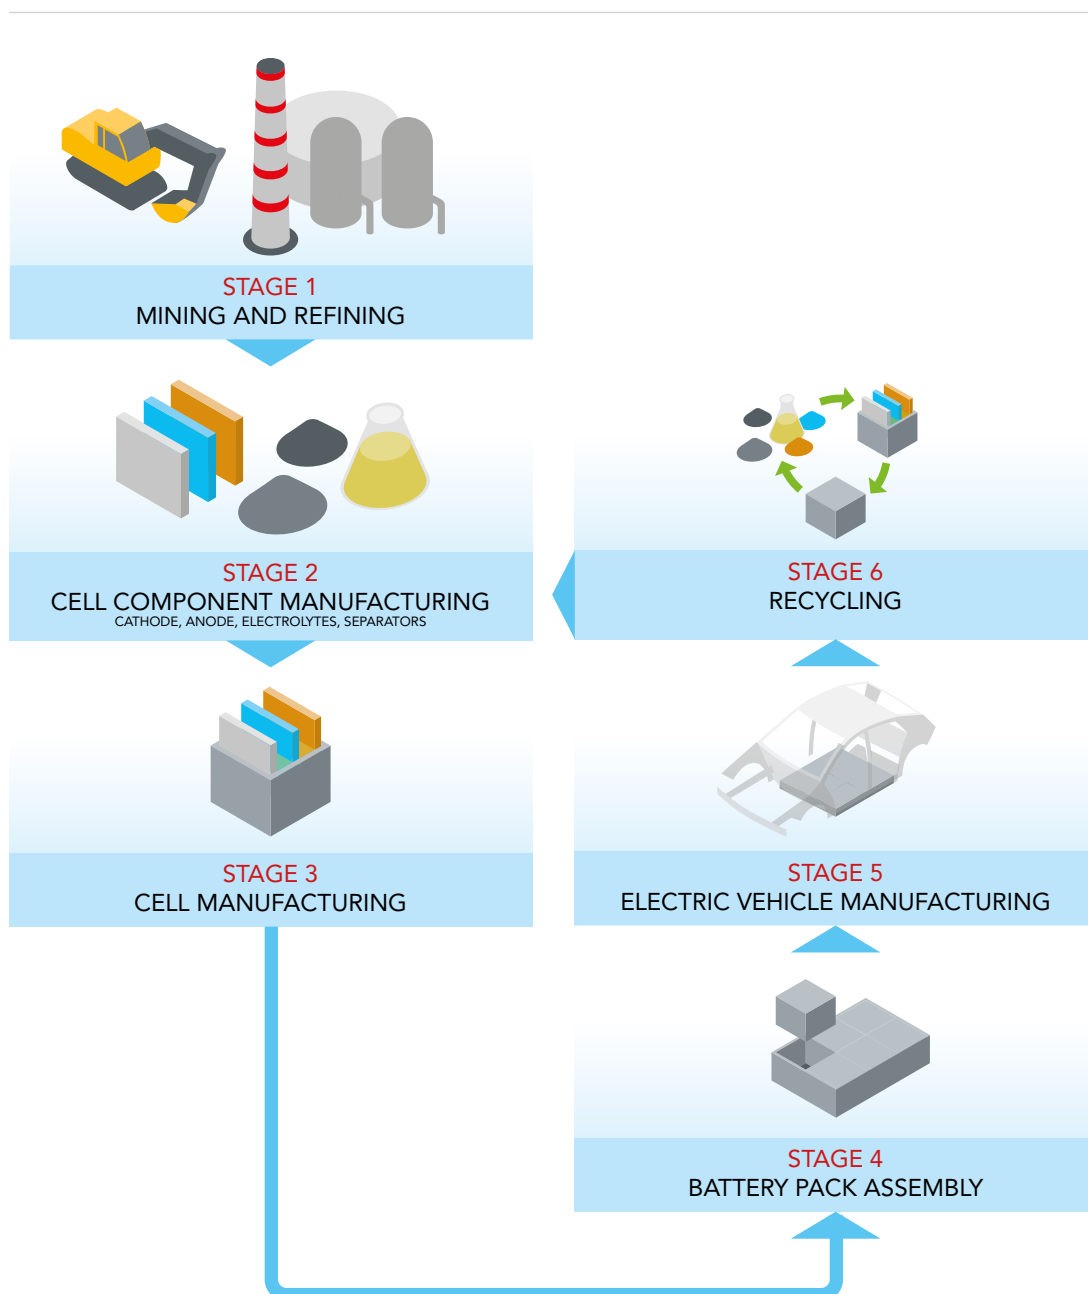 STAGE 1
MINING AND REFINING
STAGE 2
CELL COMPONENT MANUFACTURING
CATHODE, ANODE, ELECTROLYTES, SEPARATORS
STAGE 3
CELL MANUFACTURING
STAGE 4
BATTERY PACK ASSEMBLY
STAGE 5
ELECTRIC VEHICLE MANUFACTURING
STAGE 6
RECYCLING